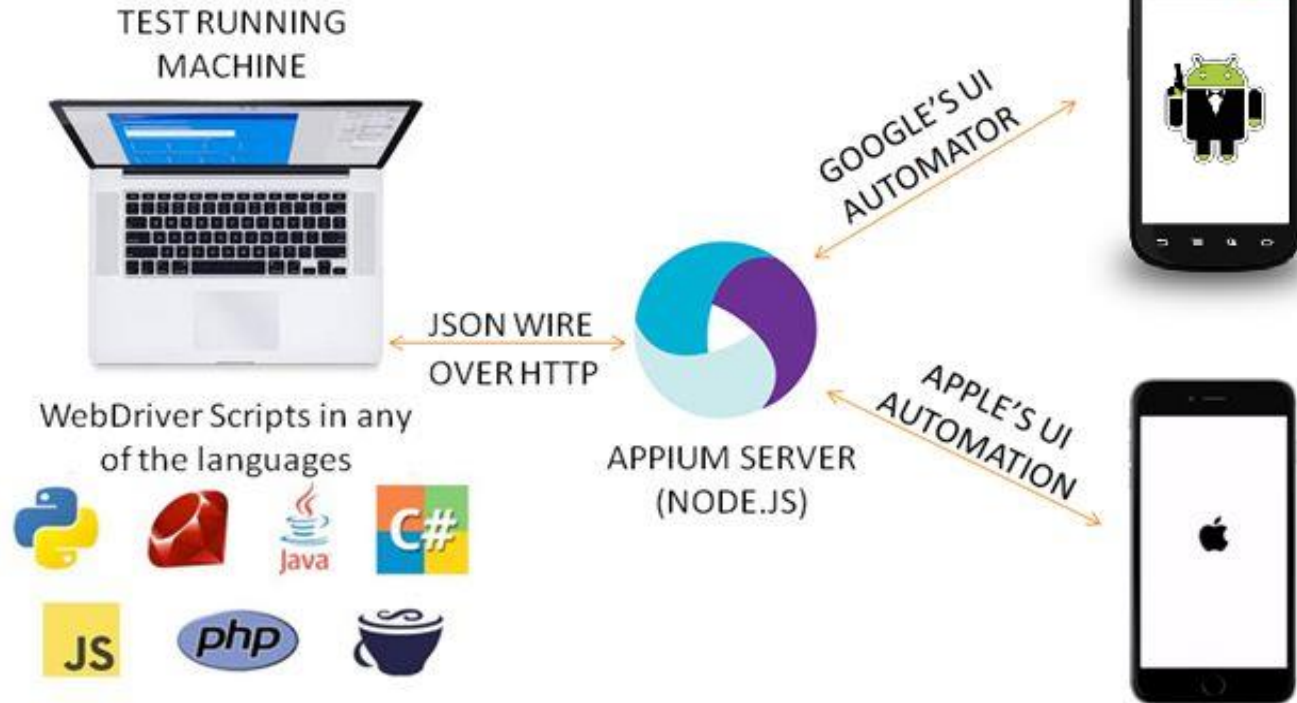 TEST RUNNING
MACHINE
JSON WIRE
OVER HTTP
WebDriver Scripts in any
of the languages
Java
C#
JS
php
APPIUM SERVER
(NODE.JS)
GOOGLE'S UI
AUTOMATOR
APPLE'S UI
AUTOMATION